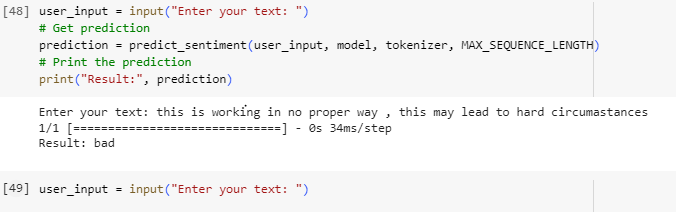 [48] user_input = input("Enter your text: ")
# Get prediction
prediction = predict_sentiment(user_input, model, tokenizer, MAX_SEQUENCE_LENGTH)
# Print the prediction
print("Result:", prediction)
Enter your text: this is working in no proper way , this may lead to hard circumastances
1/1 [==============================] - 0s 34ms/step
Result: bad
[49] user_input = input("Enter your text: ")